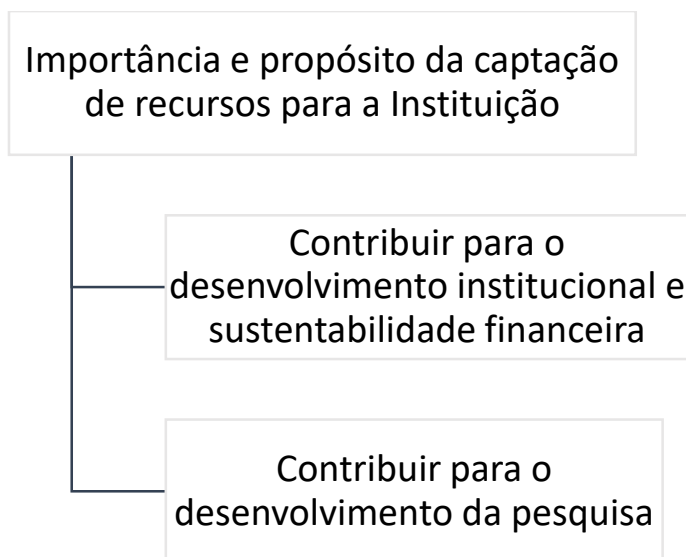 Importância e propósito da captação
de recursos para a Instituição
Contribuir para o
desenvolvimento institucional e
sustentabilidade financeira
Contribuir para o
desenvolvimento da pesquisa